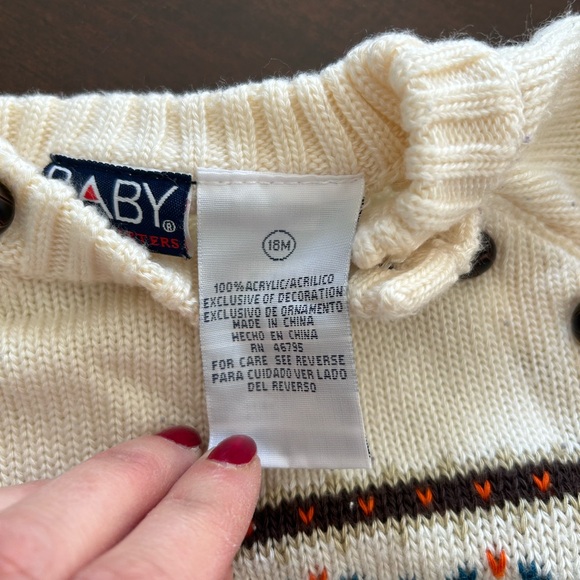 BABY®
18M
100% ACRYLIC/ACRILICO
EXCLUSIVE OF DECORATION
EXCLUSIVO DE ORNAMENTO
MADE IN CHINA
HECHO EN CHINA
RN 46795
FOR CARE SEE REVERSE
PARA CUIDADO VER LADO
DEL REVERSO